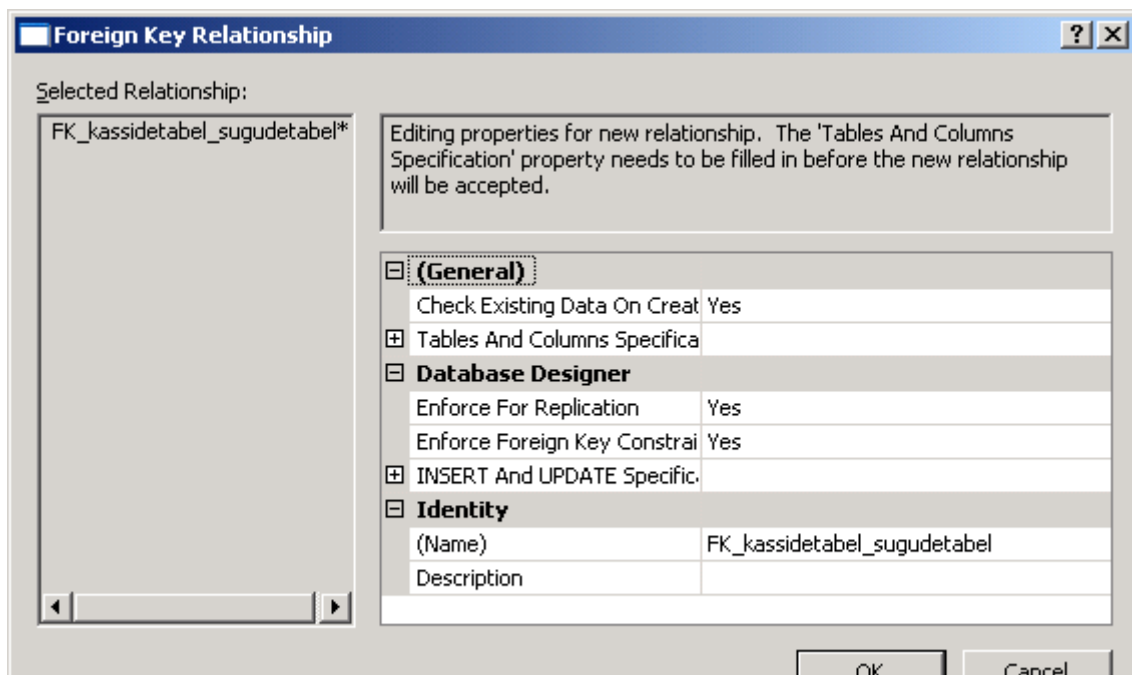 Foreign Key Relationship
Selected Relationship:
FK_kassidetabel_sugudetabel*
Editing properties for new relationship. The 'Tables And Columns
Specification' property needs to be filled in before the new relationship
will be accepted.
(General)
Check Existing Data On Creat Yes
Tables And Columns Specifica
Database Designer
Enforce For Replication Yes
Enforce Foreign Key Constrai Yes
INSERT And UPDATE Specific
Identity
(Name) FK_kassidetabel_sugudetabel
Description
OK Cancel